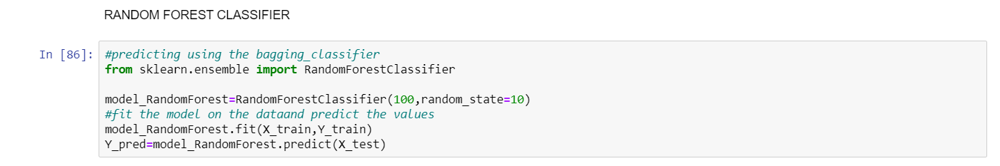 RANDOM FOREST CLASSIFIER
In [86]: #predicting using the bagging_classifier
from sklearn.ensemble import RandomForestClassifier
model_RandomForest=RandomForestClassifier(100,random_state=10)
#fit the model on the dataand predict the values
model_RandomForest.fit(X_train,Y_train)
Y_pred=model_RandomForest.predict(X_test)